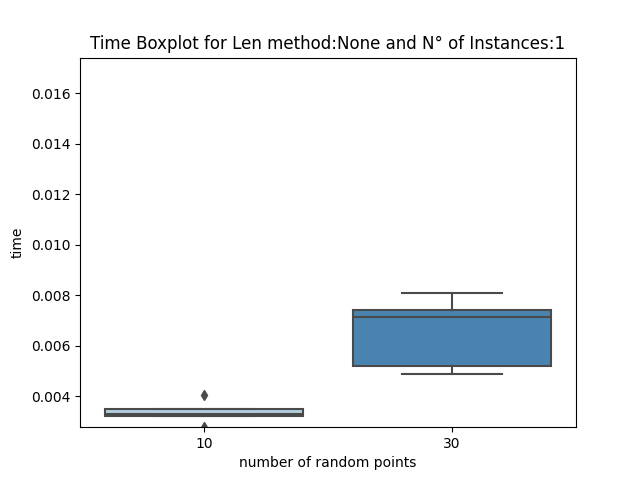 Time Boxplot for Len method:None and N° of Instances:1
0.016
0.014
0.012
0.010
0.008
0.006
0.004
time
10 30
number of random points